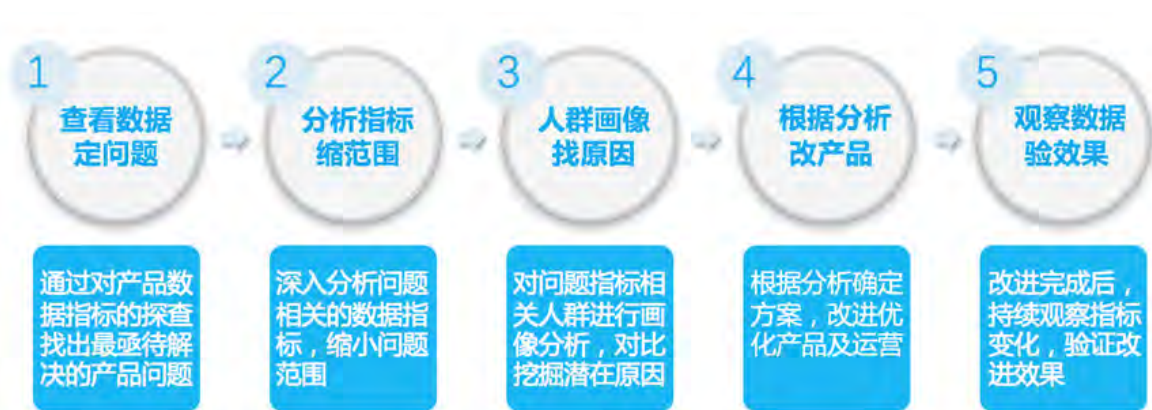 1
查看数据
定问题
2
分析指标
缩范围
3
人群画像
找原因
4
根据分析
改产品
5
观察数据
验效果
通过对产品数
据指标的探查
找出最亟待解
决的产品问题
深入分析问题
相关的数据指
标，缩小问题
范围
对问题指标相
关人群进行画
像分析，对比
挖掘潜在原因
根据分析确定
方案，改进优
化产品及运营
改进完成后，
持续观察指标
变化，验证改
进效果